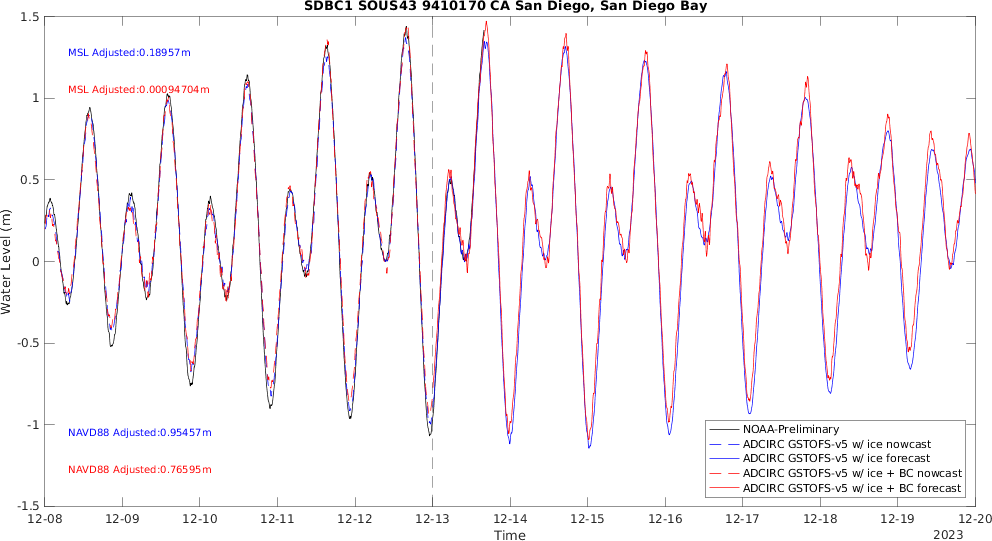 SDBC1 SOUS43 9410170 CA San Diego, San Diego Bay
1.5
1
0.5
0
-0.5
-1
-1.5
Water Level (m)
MSL Adjusted:0.18957m
MSL Adjusted:0.00094704m
NAVD88 Adjusted:0.95457m
NAVD88 Adjusted:0.76595m
NOAA-Preliminary
ADCIRC GSTOFS-v5 w/ ice nowcast
ADCIRC GSTOFS-v5 w/ ice forecast
ADCIRC GSTOFS-v5 w/ ice + BC nowcast
ADCIRC GSTOFS-v5 w/ ice + BC forecast
12-08 12-09 12-10 12-11 12-12 12-13 12-14 12-15 12-16 12-17 12-18 12-19 12-20
Time
2023